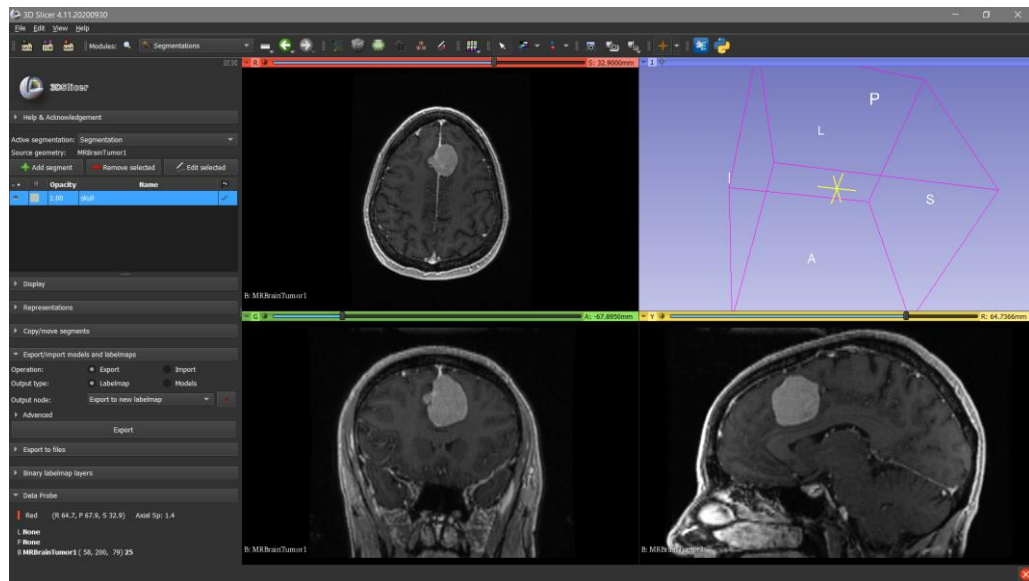 3D Slicer 4.11.20200930
File Edit View Help
Modules: Segmentations
3DSlicer
Help & Acknowledgement
Active segmentation: Segmentation
Source geometry: MRBrainTumor1
Add segment Remove selected Edit selected
Opacity Name
1.00 skull
Display
Representations
Copy/move segments
Export/import models and labelmaps
Operation: Export Import
Output type: Labelmap Models
Output node: Export to new labelmap
Advanced
Export
Export to files
Binary labelmap layers
Data Probe
Red (R 64.7, P 67.9, S 32.9) Axial Sp: 1.4
L None
F None
B MRBrainTumor1 ( 58, 200, 79) 25
R S: 32.9000mm
B: MRBrainTumor1
1
P
L
I
S
A
G A: -67.8950mm
B: MRBrainTumor1
Y R: 64.7366mm
B: MRBrainTumor1